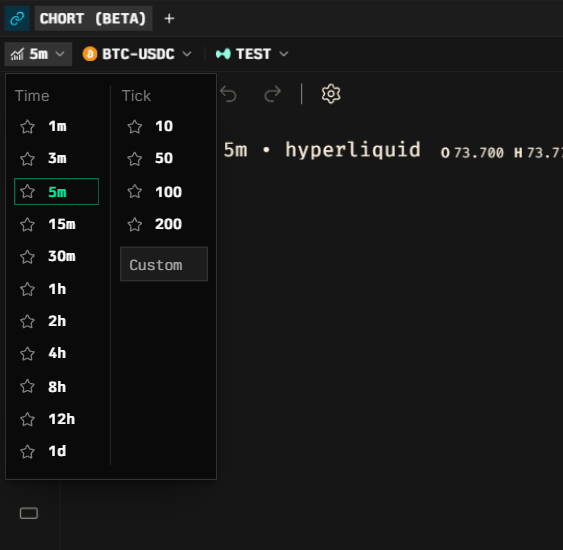 CHORT (BETA) +
5m BTC-USDC TEST
Time
1m
3m
5m
15m
30m
1h
2h
4h
8h
12h
1d
Tick
10
50
100
200
Custom
5m • hyperliquid O 73.700 H